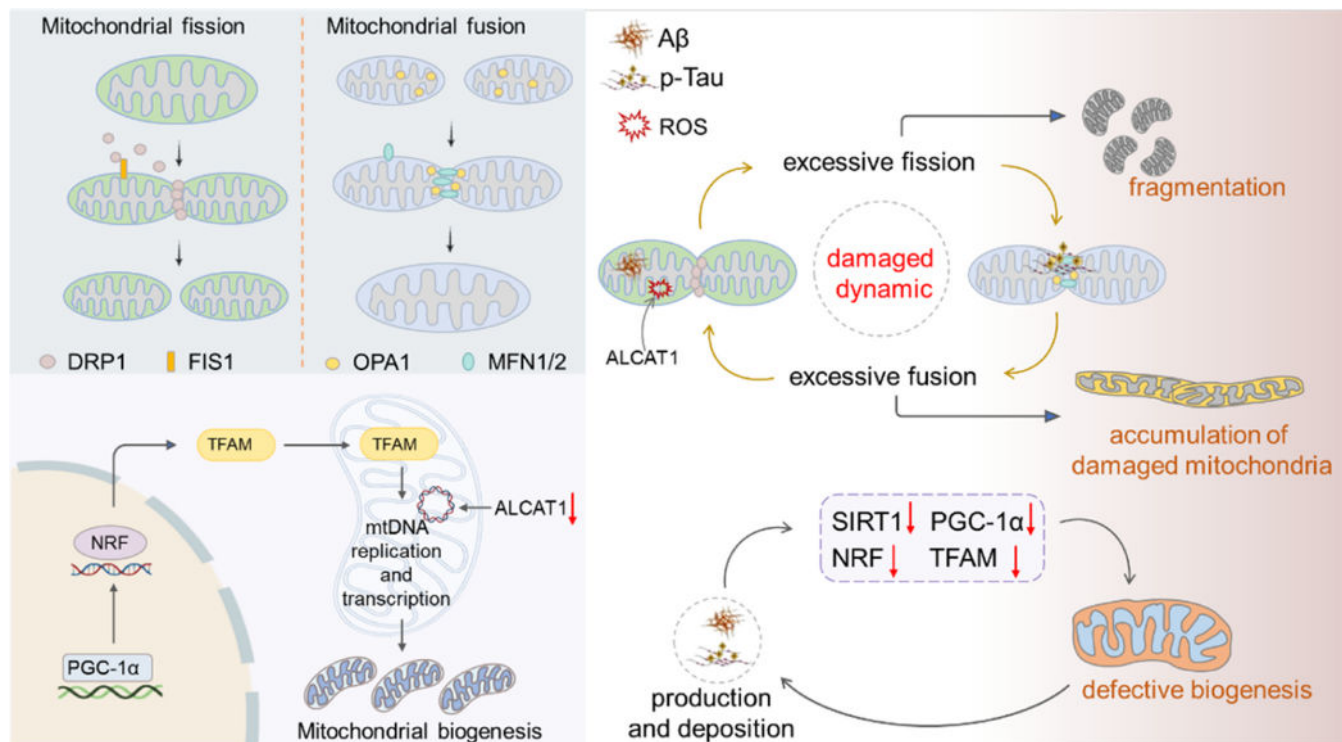 Mitochondrial fission
Mitochondrial fusion
DRP1
FIS1
OPA1
MFN1/2
Aβ
p-Tau
ROS
excessive fission
fragmentation
damaged
dynamic
ALCAT1
excessive fusion
accumulation of
damaged mitochondria
TFAM
TFAM
NRF
PGC-1α
mtDNA
replication
and
transcription
ALCAT1
Mitochondrial biogenesis
SIRT1 PGC-1α
NRF TFAM
production
and deposition
defective biogenesis